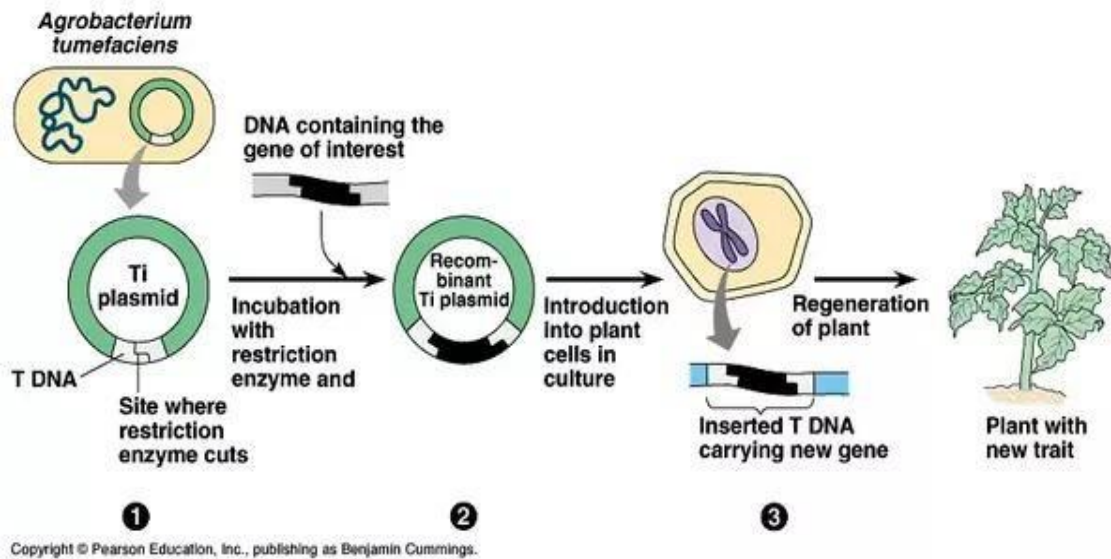 Agrobacterium
tumefaciens
DNA containing the
gene of interest
Ti
plasmid
T DNA
Site where
restriction
enzyme cuts
Incubation
with
restriction
enzyme and
Recom-
binant
Ti plasmid
Introduction
into plant
cells in
culture
Inserted T DNA
carrying new gene
Regeneration
of plant
Plant with
new trait
1
2
3
Copyright © Pearson Education, Inc., publishing as Benjamin Cummings.